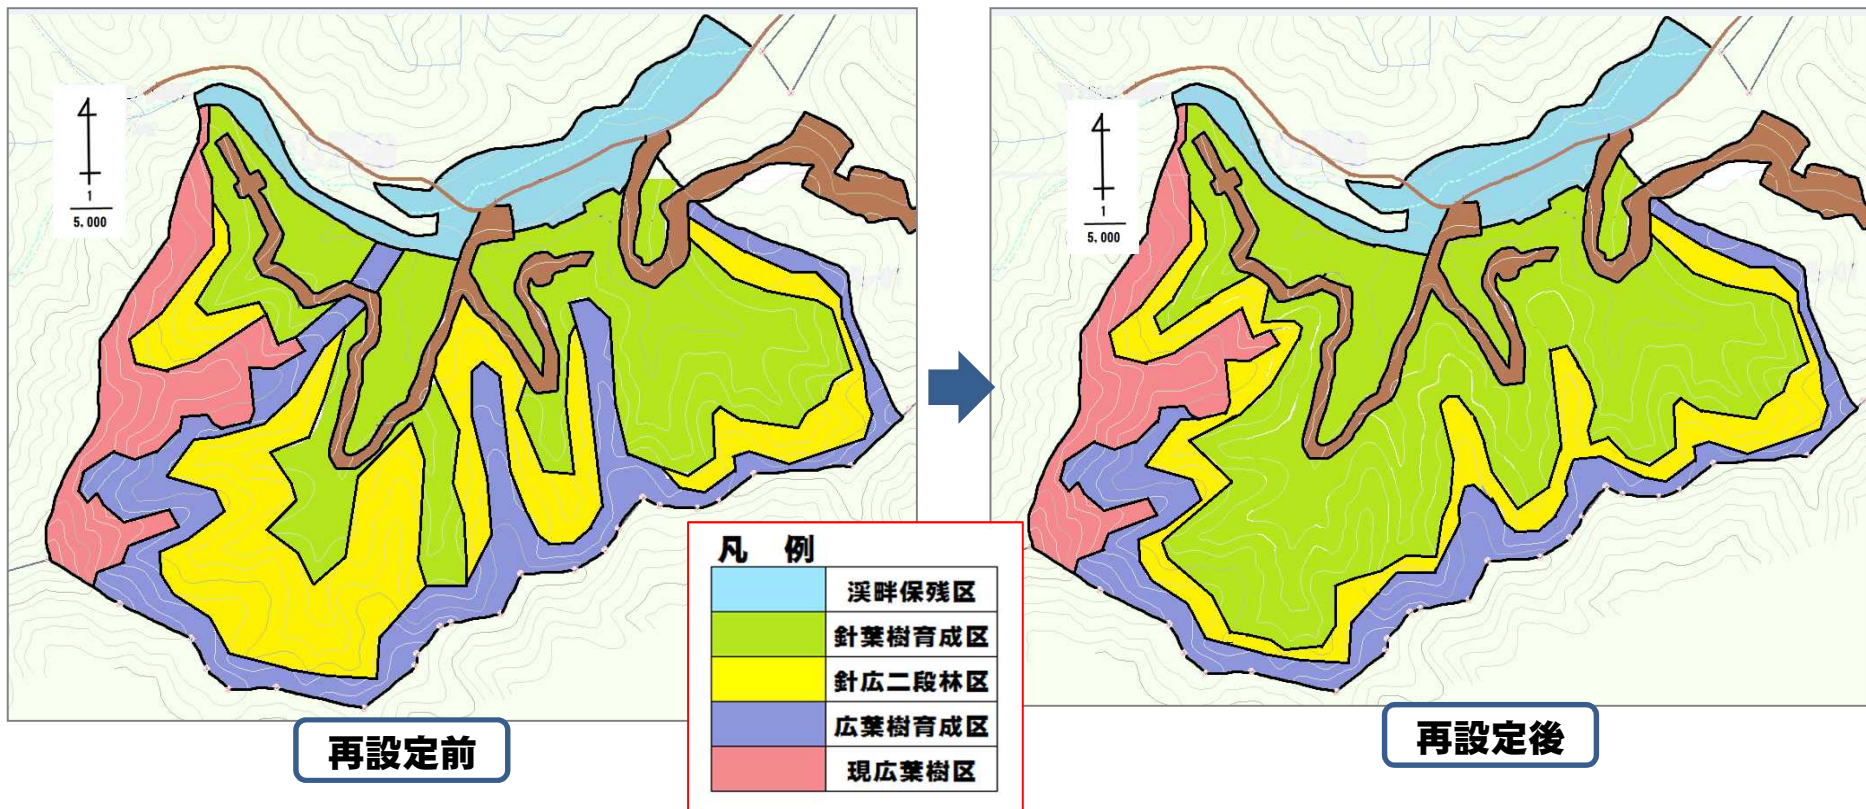 1
5,000
1
5,000
凡 例
渓畔保残区
針葉樹育成区
針広二段林区
広葉樹育成区
現広葉樹区
再設定前
再設定後